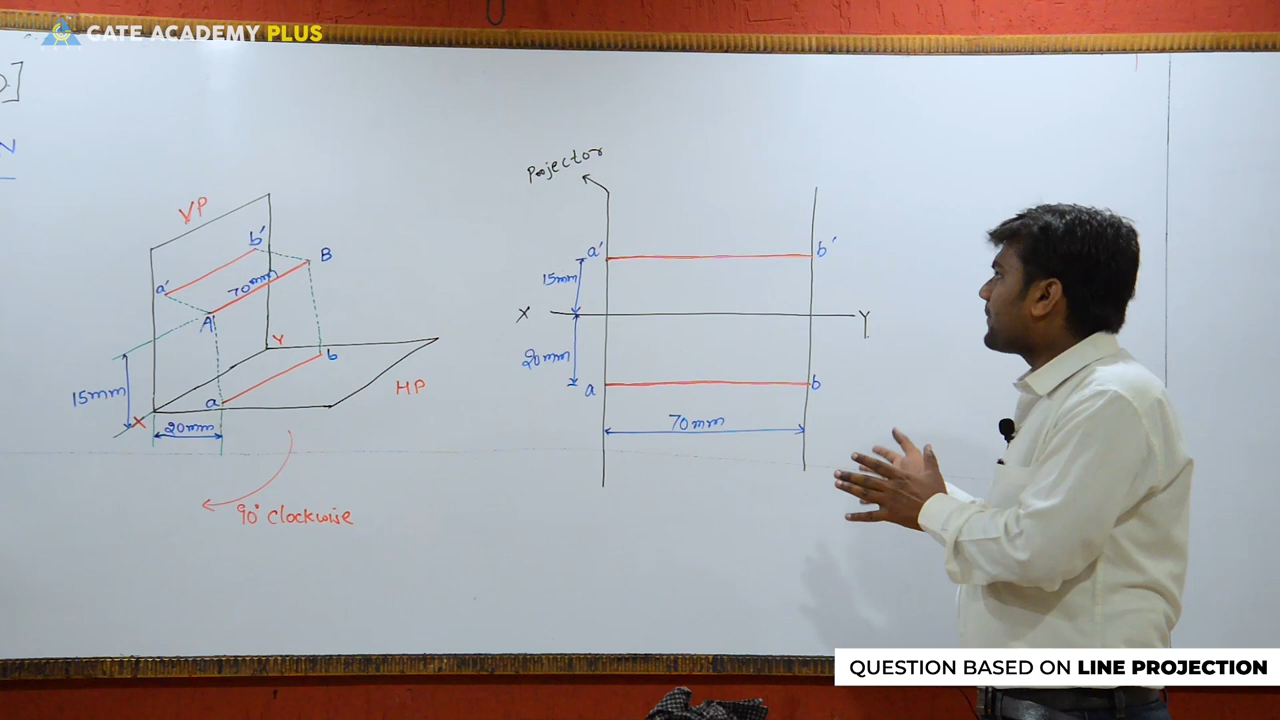 GATE ACADEMY PLUS
VP
b'
B
a'
70mm
A
Y
b
15mm
a
HP
X
20mm
90° clockwise
Projector
a'
b'
15mm
X
Y
20mm
a
b
70mm
QUESTION BASED ON LINE PROJECTION